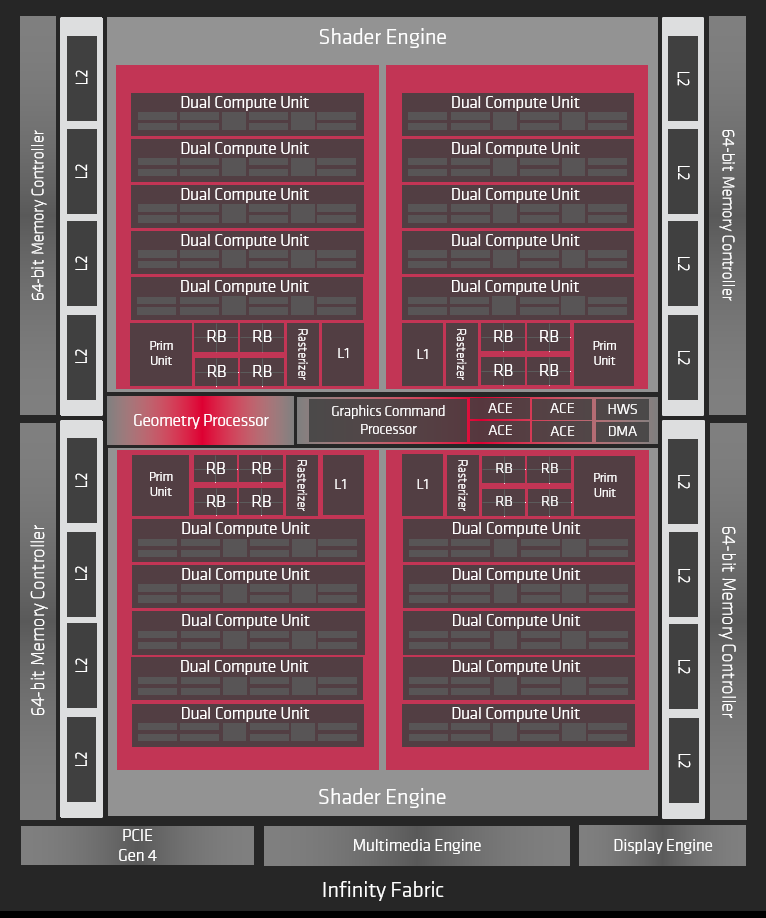 Shader Engine
64-bit Memory Controller
L2
L2
L2
L2
Dual Compute Unit
Dual Compute Unit
Dual Compute Unit
Dual Compute Unit
Dual Compute Unit
Prim
Unit
RB RB
RB RB
Rasterizer
L1
Dual Compute Unit
Dual Compute Unit
Dual Compute Unit
Dual Compute Unit
Dual Compute Unit
L1
Rasterizer
RB RB
RB RB
Prim
Unit
L2
L2
L2
L2
64-bit Memory Controller
Geometry Processor
Graphics Command
Processor
ACE ACE HWS
ACE ACE DMA
64-bit Memory Controller
L2
L2
L2
L2
Prim
Unit
RB RB
RB RB
Rasterizer
L1
Dual Compute Unit
Dual Compute Unit
Dual Compute Unit
Dual Compute Unit
Dual Compute Unit
L1
Rasterizer
RB RB
RB RB
Prim
Unit
Dual Compute Unit
Dual Compute Unit
Dual Compute Unit
Dual Compute Unit
Dual Compute Unit
L2
L2
L2
L2
64-bit Memory Controller
Shader Engine
PCIE
Gen 4
Multimedia Engine
Display Engine
Infinity Fabric